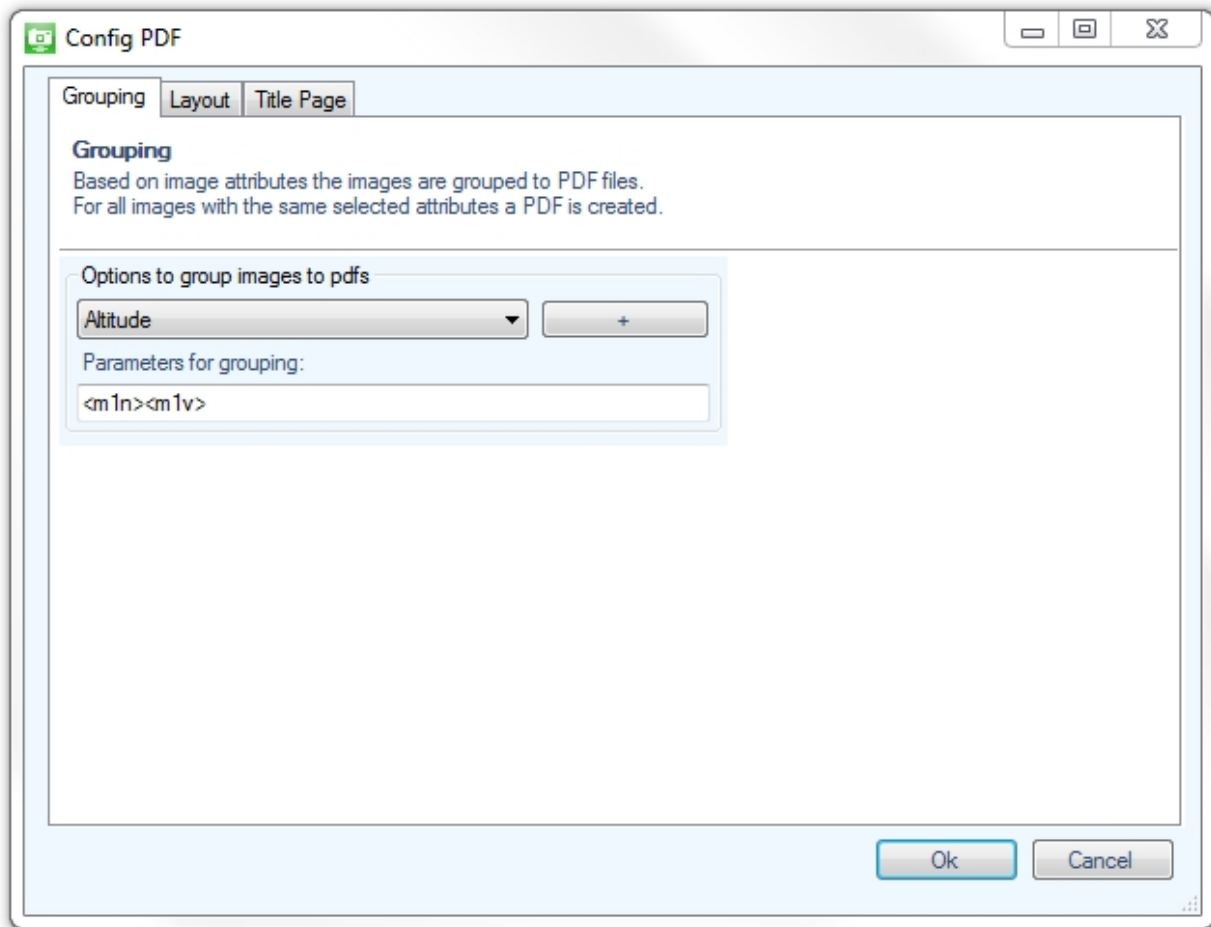 Config PDF
Grouping Layout Title Page
Grouping
Based on image attributes the images are grouped to PDF files.
For all images with the same selected attributes a PDF is created.
Options to group images to pdfs
Altitude +
Parameters for grouping:
<m1n><m1v>
Ok Cancel